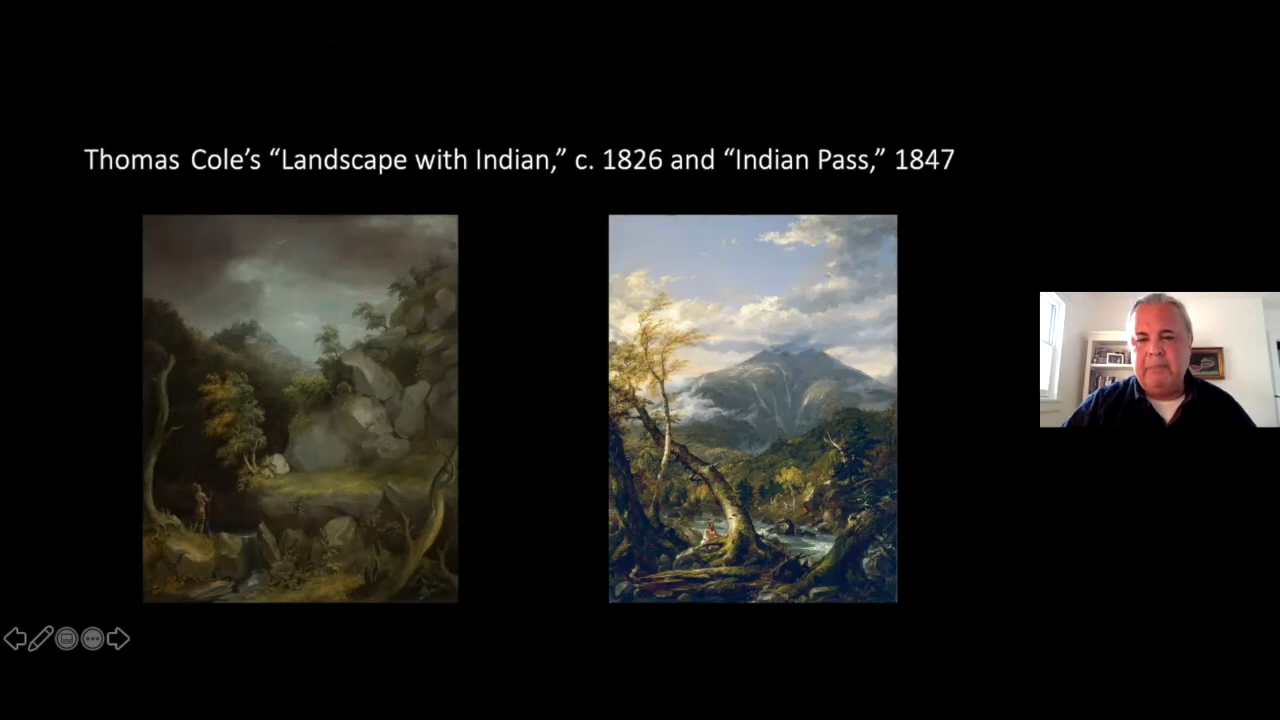 Thomas Cole’s “Landscape with Indian,” c. 1826 and “Indian Pass,” 1847